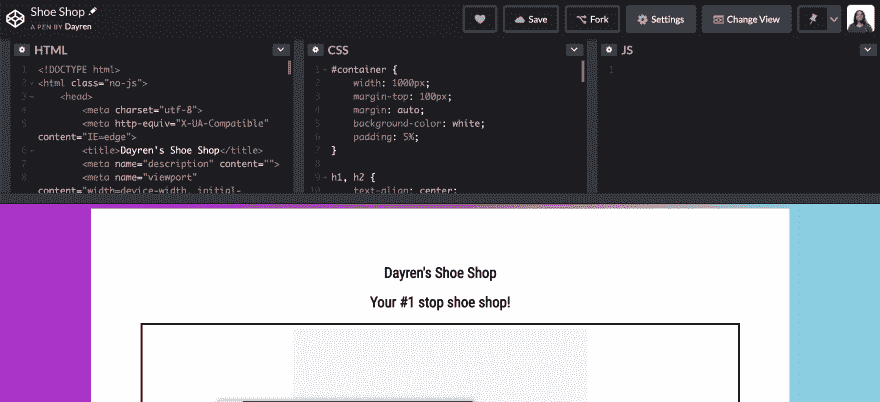 Shoe Shop
A PEN BY Dayren
Save
Fork
Settings
Change View
HTML
1 <!DOCTYPE html>
2 <html class="no-js">
3 <head>
4 <meta charset="utf-8">
5 <meta http-equiv="X-UA-Compatible"
content="IE=edge">
6 <title>Dayren's Shoe Shop</title>
7 <meta name="description" content="">
8 <meta name="viewport"
content="width=device-width, initial-
CSS
1 #container {
2 width: 1000px;
3 margin-top: 100px;
4 margin: auto;
5 background-color: white;
6 padding: 5%;
7 }
8
9 h1, h2 {
10 text-align: center;
JS
1
Dayren's Shoe Shop
Your #1 stop shoe shop!